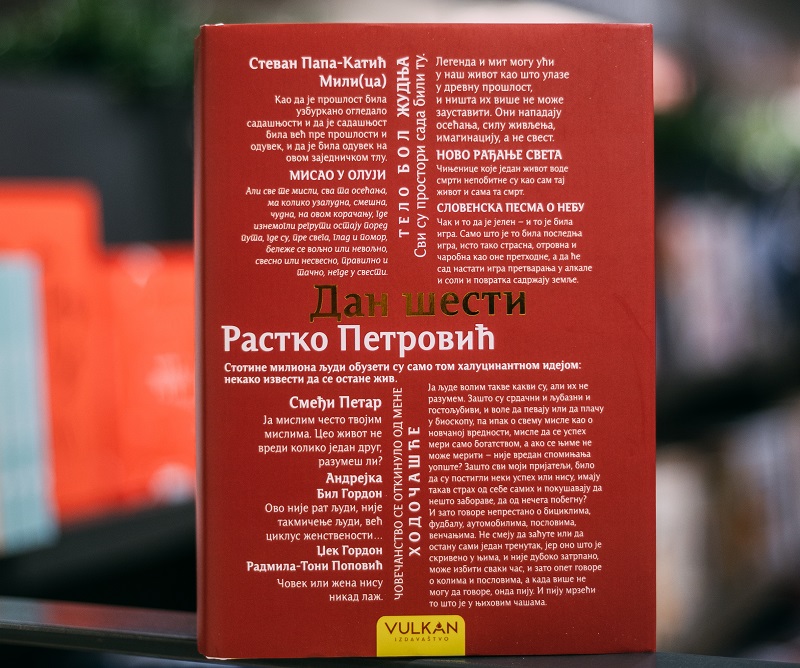 Стеван Папа-Катић
Мили(ца)
Као да је прошлост била
узбуркано огледало
садашњости и да је садашњост
била већ пре прошлости и
одувек, и да је била одувек на
овом заједничком тлу.
МИСАО У ОЛУЈИ
Али све те мисли, сва та осећања,
ма колико узалудна, смешна,
чудна, на овом корачању, где
изнемогли регрути остају поред
пута, где су, пре свега, глад и помор,
бележе се вољно или невољно,
свесно или несвесно, правилно и
тачно, негде у свести.
ТЕЛО БОЛ ЖУДЊА
Сви су простори сада били ту.
Легенда и мит могу ући
у наш живот као што улазе
у древну прошлост,
и ништа их више не може
зауставити. Они нападају
осећања, силу живљења,
имагинацију, а не свест.
НОВО РАЂАЊЕ СВЕТА
Чињенице које један живот воде
смрти непобитне су као сам тај
живот и сама та смрт.
СЛОВЕНСКА ПЕСМА О НЕБУ
Чак и то да је јелен – и то је била
игра. Само што је то била последња
игра, исто тако страсна, отровна и
чаробна као оне претходне, а да ће
сад настати игра претварања у алкале
и соли и повратка садржају земље.
Дан шести
Растко Петровић
Стотине милиона људи обузети су само том халуцинантном идејом:
некако извести да се остане жив.
Смеђи Петар
Ја мислим често твојим
мислима. Цео живот не
вреди колико један друг,
разумеш ли?
Андрејка
Бил Гордон
Ово није рат људи, није
такмичење људи, већ
циклус женствености...
Џек Гордон
Радмила-Тони Поповић
Човек или жена нису
никад лаж.
ЧОВЕЧАНСТВО СЕ ОТКИНУЛО ОД МЕНЕ
ХОДОЧАШЋЕ
Ја људе волим такве какви су, али их не
разумем. Зашто су срдачни и љубазни и
гостољубиви, и воле да певају или да плачу
у биоскопу, па ипак о свему мисле као о
новчаној вредности, мисле да се успех
мери само богатством, а ако се њиме не
може мерити – није вредан спомињања
уопште? Зашто сви моји пријатељи, било
да су постигли неки успех или нису, имају
такав страх од себе самих и покушавају да
нешто забораве, да од нечега побегну?
И зато говоре непрестано о бициклима,
фудбалу, аутомобилима, пословима,
венчањима. Не смеју да заћуте или да
остану сами један тренутак, јер оно што је
скривено у њима, и није дубоко затрпано,
може избити сваки час, и зато опет говоре
о колима и пословима, а када више не
могу да говоре, онда пију. И пију мрзећи
то што је у њиховим чашама.
VULKAN
IZDAVAŠTVO